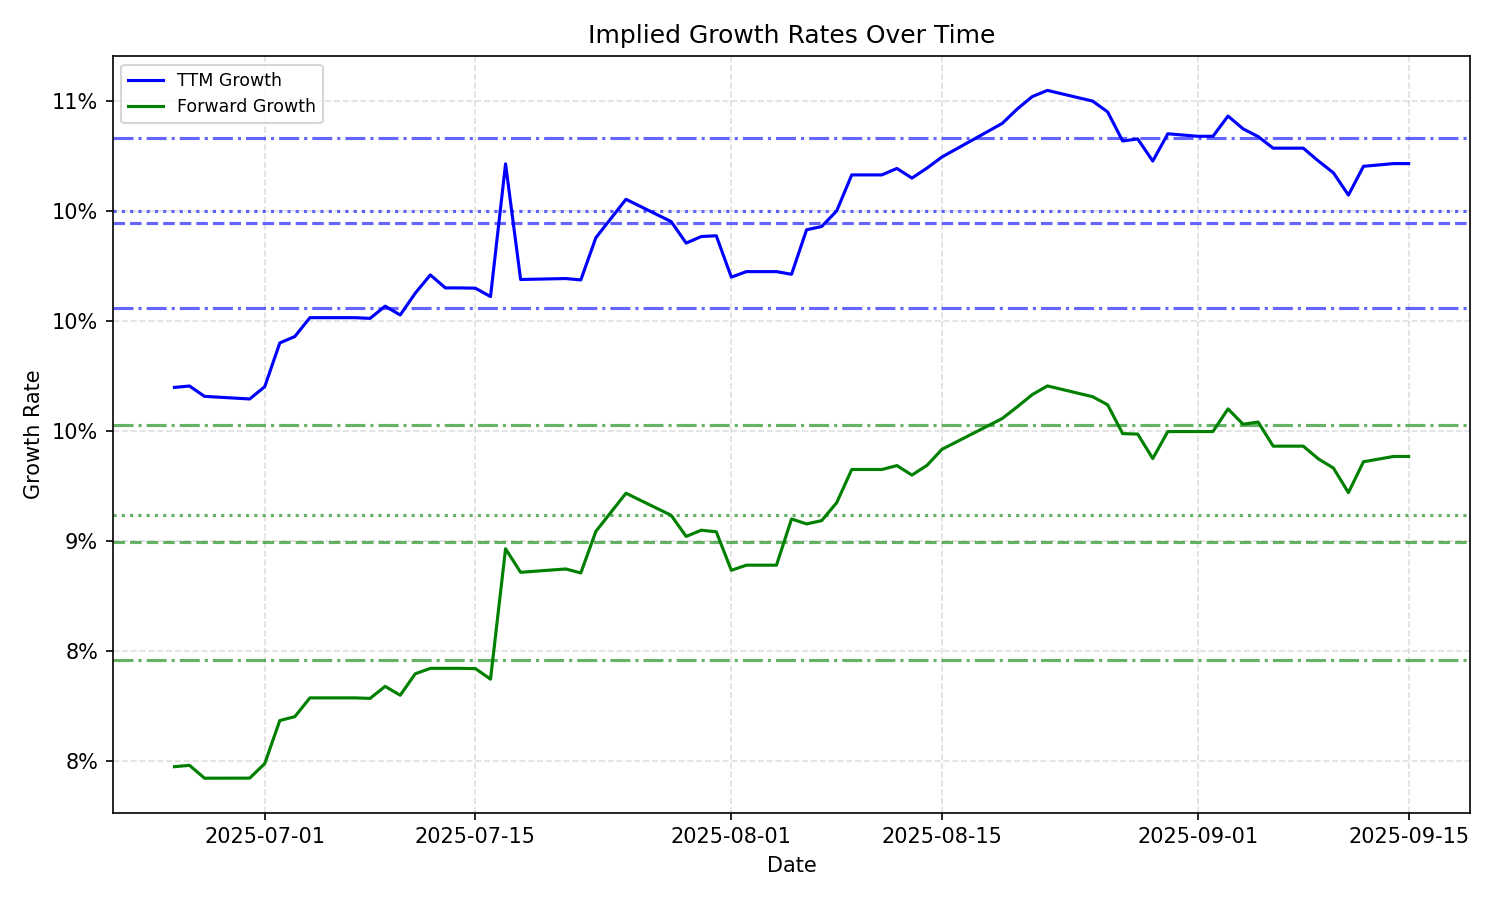 Implied Growth Rates Over Time
TTM Growth
Forward Growth
11%
10%
10%
10%
9%
8%
8%
Growth Rate
2025-07-01
2025-07-15
2025-08-01
2025-08-15
2025-09-01
2025-09-15
Date